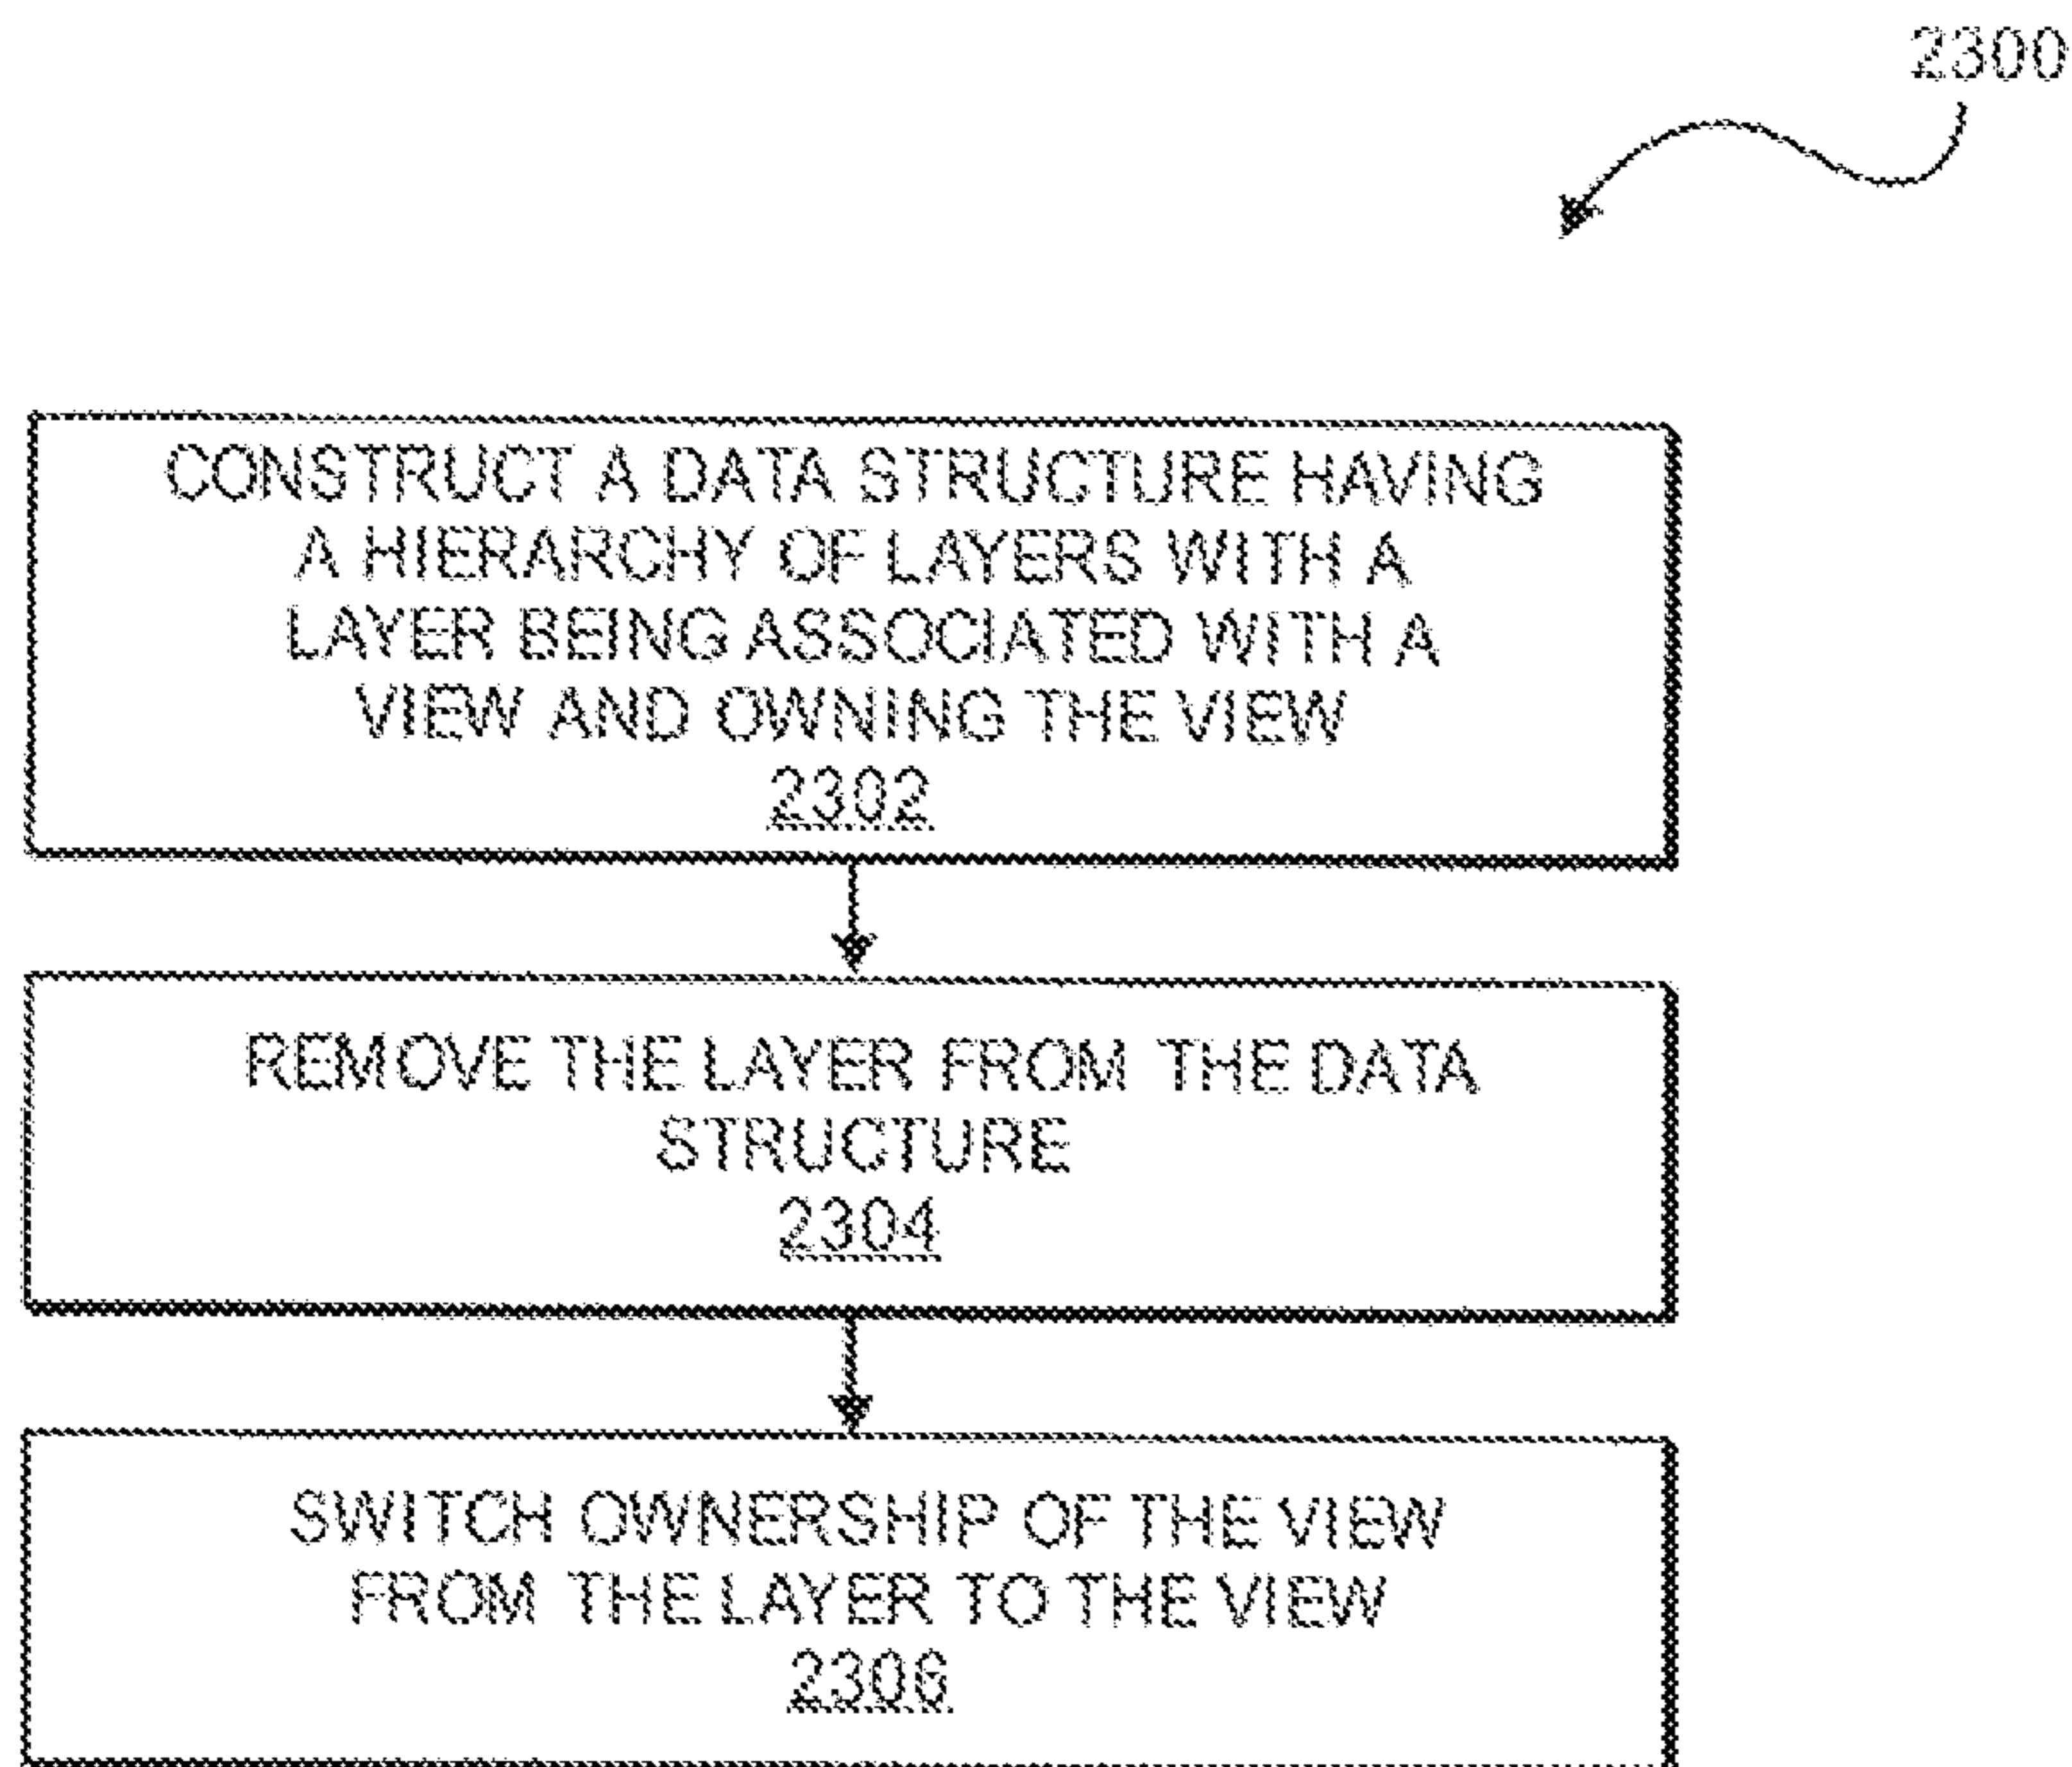 2300
CONSTRUCT A DATA STRUCTURE HAVING
A HIERARCHY OF LAYERS WITH A
LAYER BEING ASSOCIATED WITH A
VIEW AND OWNING THE VIEW
2302
REMOVE THE LAYER FROM THE DATA
STRUCTURE
2304
SWITCH OWNERSHIP OF THE VIEW
FROM THE LAYER TO THE VIEW
2306